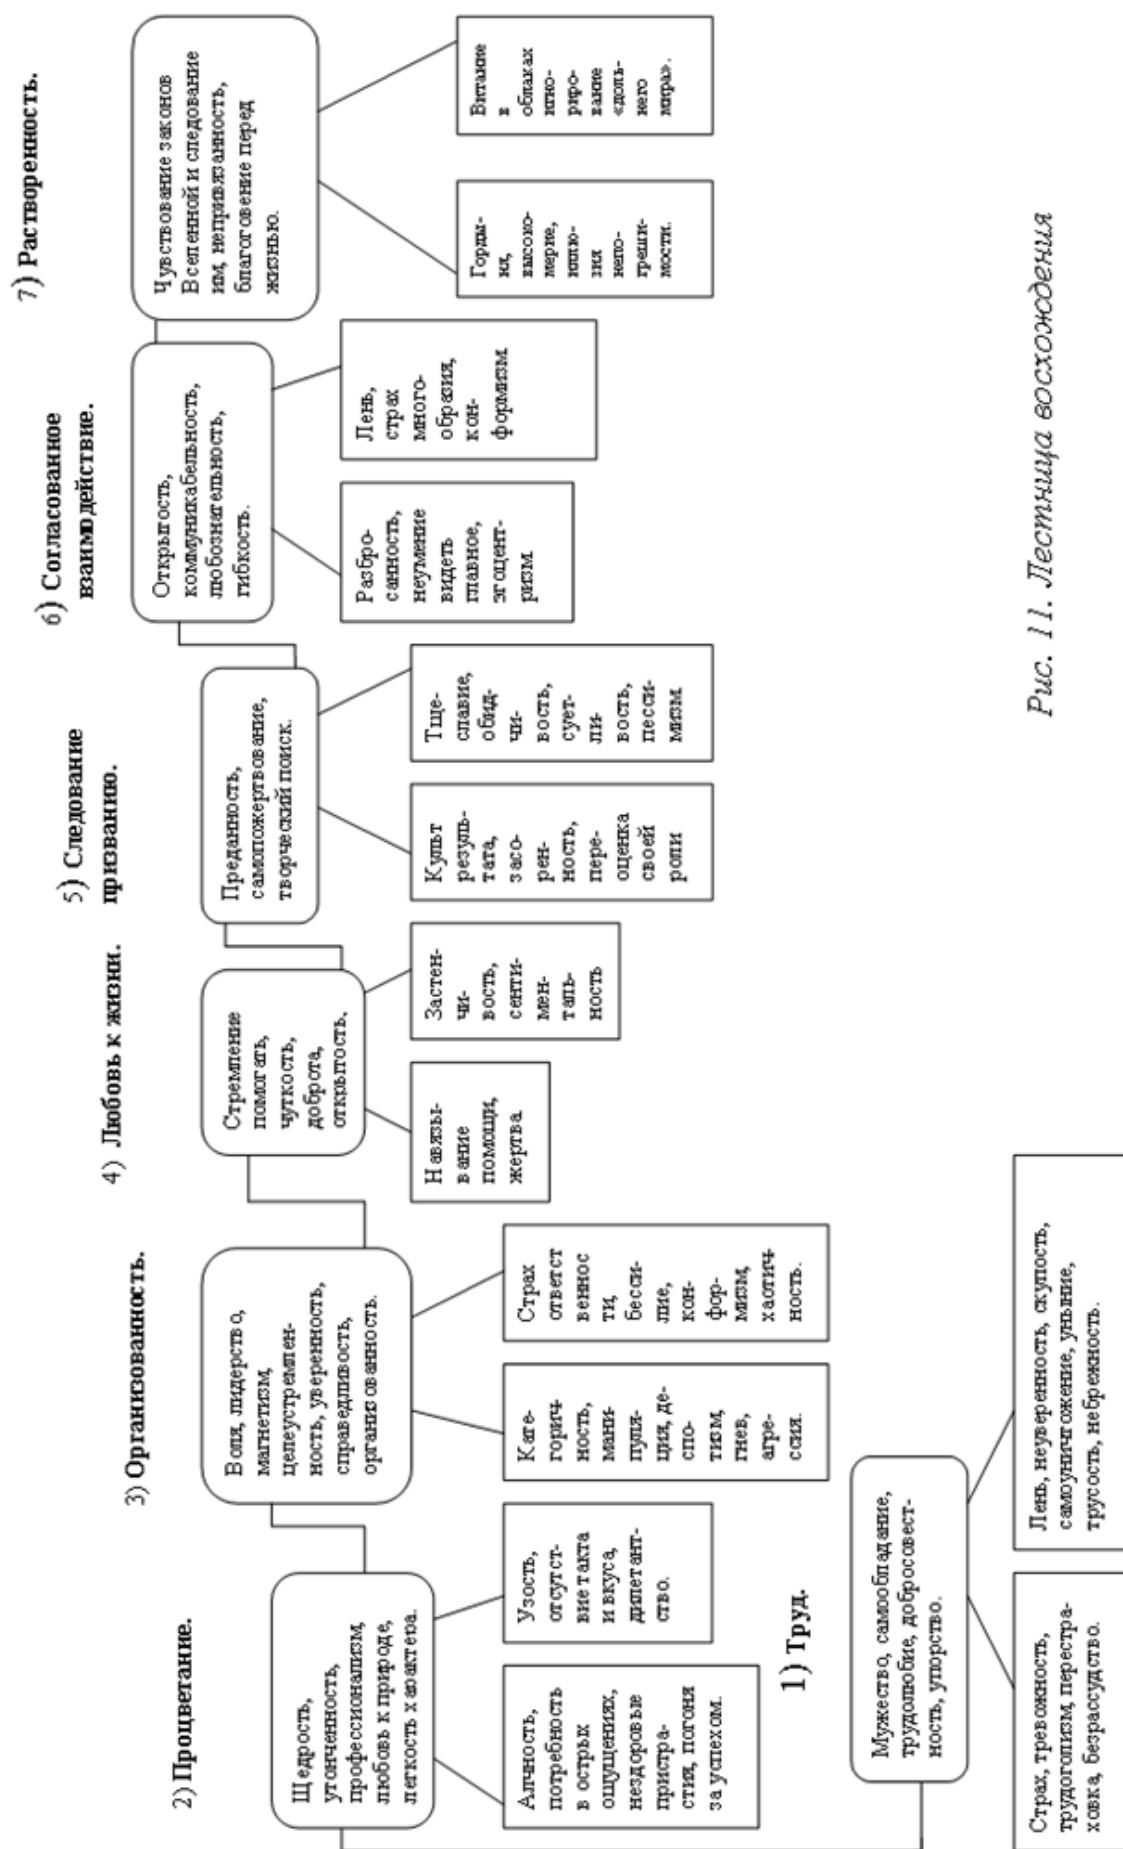 7) Растворенность.
Чувствование законов
Вселенной и следование
им, непривязанность,
благоговение перед
жизнью.
Горды-
ня,
высоко-
мерие,
иллю-
зия
непо-
греши-
мости.
Витание
в
облаках
игно-
риро-
вание
«доль-
него
мира».
6) Согласованное
взаимодействие.
Открытость,
коммуникабельность,
любознательность,
гибкость.
Разбро-
санность,
неумение
видеть
главное,
эгоцент-
ризм.
Лень,
страх
много-
образия,
кон-
формизм.
5) Следование
призванию.
Преданность,
самопожертвование,
творческий поиск.
Культ
резуль-
тата,
засо-
рен-
ность,
пере-
оценка
своей
роли
Тще-
славие,
обид-
чи-
вость,
сует-
ли-
вость,
песси-
мизм
4) Любовь к жизни.
Стремление
помогать,
чуткость,
доброта,
открытость.
Навязы-
вание
помощи,
жертва
Застен-
чи-
вость,
сенти-
мен-
таль-
ность
3) Организованность.
Воля, лидерство,
магнетизм,
целеустремлен-
ность, уверенность,
справедливость,
организованность.
Кате-
горич-
ность,
мани-
пуля-
ция, де-
спо-
тизм,
гнев,
агре-
ссия.
Страх
ответст
веннос
ти,
бесси-
лие,
кон-
фор-
мизм,
хаотич-
ность.
2) Процветание.
Щедрость,
утонченность,
профессионализм,
любовь к природе,
легкость характера.
Алчность,
потребность
в острых
ощущениях,
нездоровые
пристра-
стия, погоня
за успехом.
Узость,
отсутст-
вие такта
и вкуса,
дилетант-
ство.
1) Труд.
Мужество, самообладание,
трудолюбие, добросовест-
ность, упорство.
Страх, тревожность,
трудоголизм, перестра-
ховка, безрассудство.
Лень, неуверенность, скупость,
самоуничтожение, уныние,
трусость, небрежность.
Рис. 11. Лестница восхождения